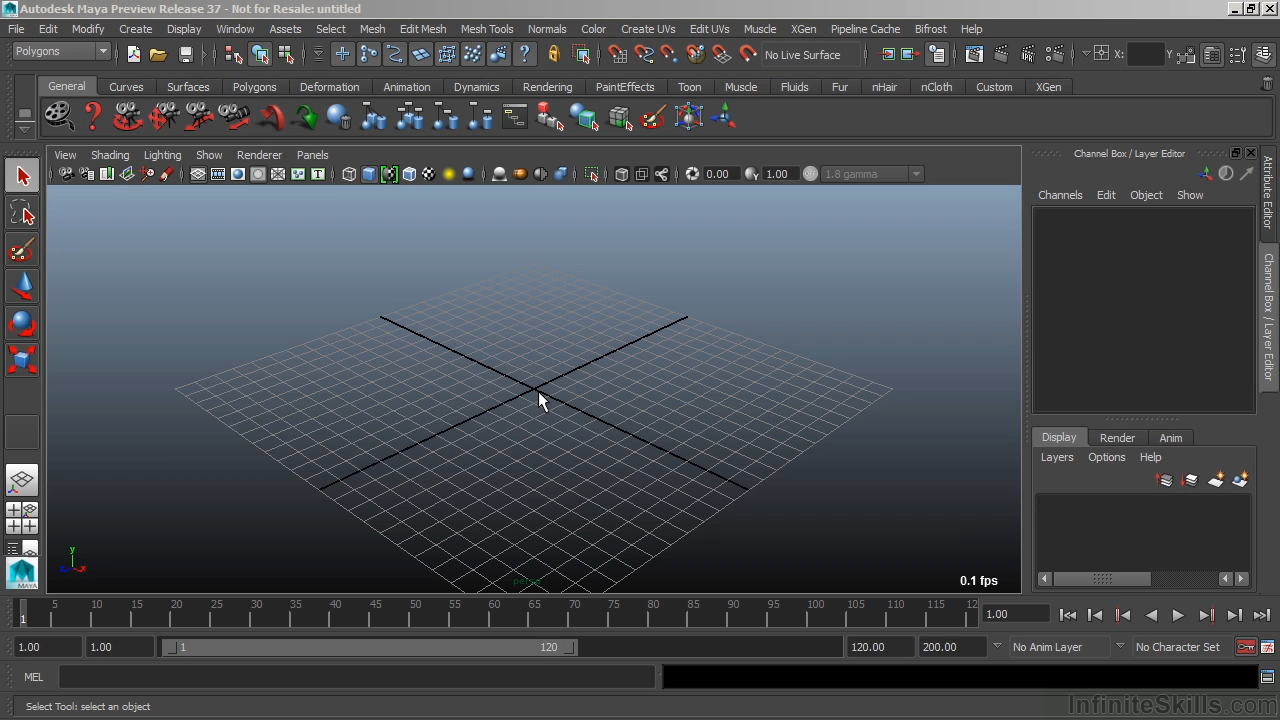 Autodesk Maya Preview Release 37 - Not for Resale: untitled
File Edit Modify Create Display Window Assets Select Mesh Edit Mesh Mesh Tools Normals Color Create UVs Edit UVs Muscle XGen Pipeline Cache Bifrost Help
Polygons No Live Surface X: Y:
General Curves Surfaces Polygons Deformation Animation Dynamics Rendering PaintEffects Toon Muscle Fluids Fur nHair nCloth Custom XGen
View Shading Lighting Show Renderer Panels
0.00 1.00 1.8 gamma
Channel Box / Layer Editor
Channels Edit Object Show
Attribute Editor
Channel Box / Layer Editor
Display Render Anim
Layers Options Help
y
persp
0.1 fps
MAYA
1 5 10 15 20 25 30 35 40 45 50 55 60 65 70 75 80 85 90 95 100 105 110 115 12 1.00
1.00 1.00 1 120 120.00 200.00 No Anim Layer No Character Set
MEL
Select Tool: select an object
InfiniteSkills.com